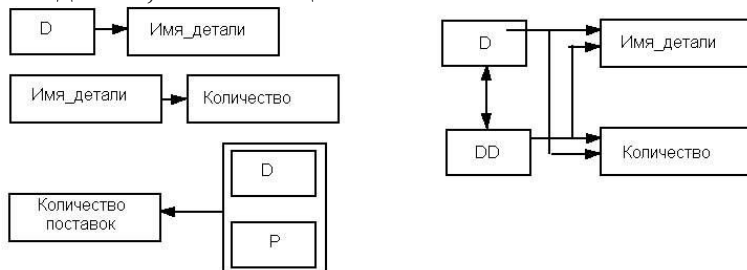 D
Имя_детали
Имя_детали
Количество
Количество
поставок
D
P
D
Имя_детали
DD
Количество